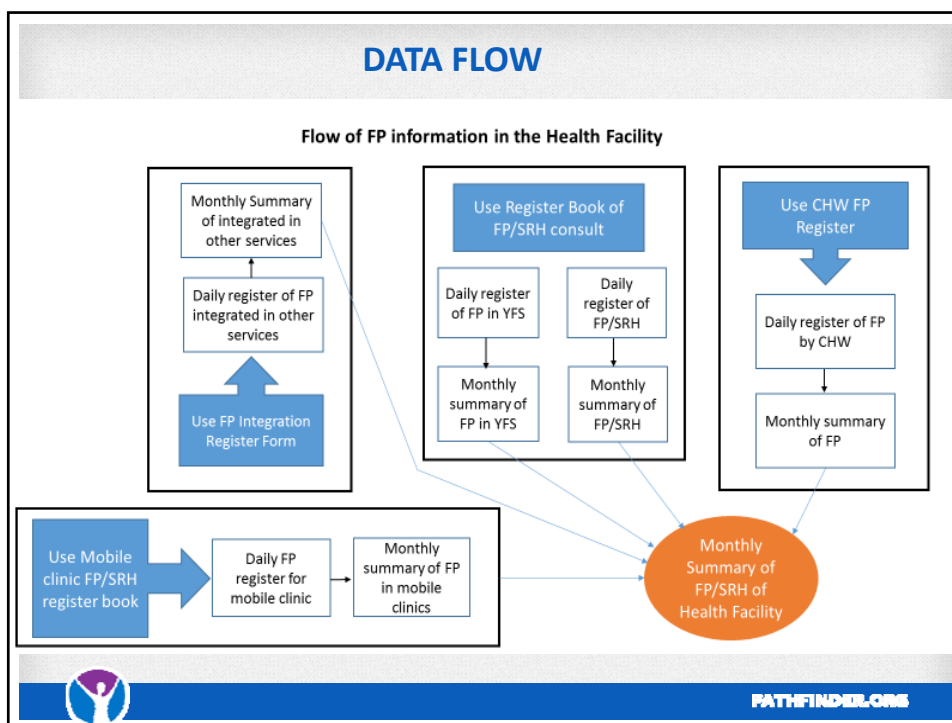 DATA FLOW
Flow of FP information in the Health Facility
Monthly Summary
of integrated in
other services
Daily register of FP
integrated in other
services
Use FP Integration
Register Form
Use Register Book of
FP/SRH consult
Daily register
of FP in YFS
Monthly
summary of
FP in YFS
Daily
register of
FP/SRH
Monthly
summary of
FP/SRH
Use CHW FP
Register
Daily register of FP
by CHW
Monthly summary
of FP
Use Mobile
clinic FP/SRH
register book
Daily FP
register for
mobile clinic
Monthly
summary of FP
in mobile
clinics
Monthly
Summary of
FP/SRH of
Health Facility
PATHFINDER.ORG